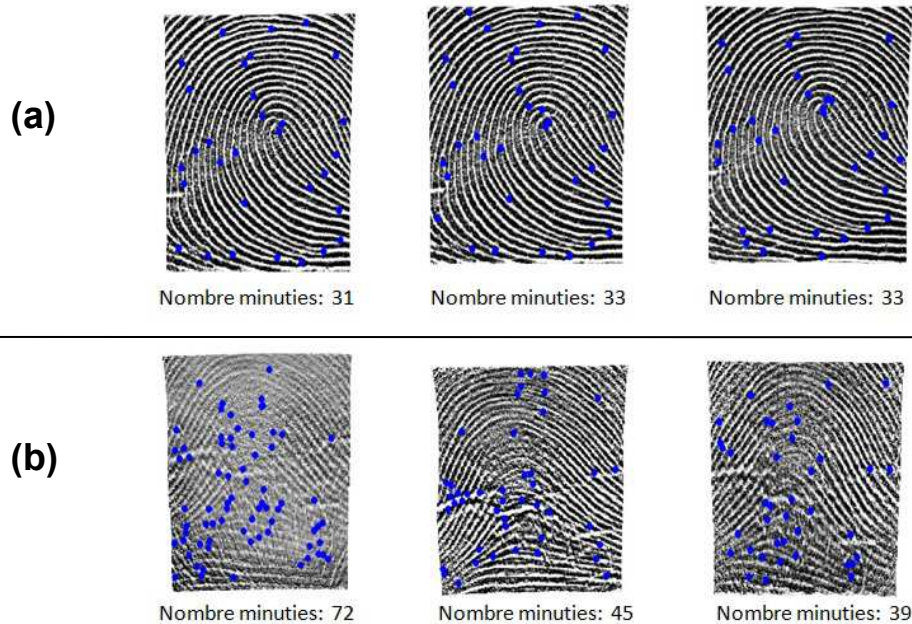 (a)
Nombre minuties: 31
Nombre minuties: 33
Nombre minuties: 33
(b)
Nombre minuties: 72
Nombre minuties: 45
Nombre minuties: 39